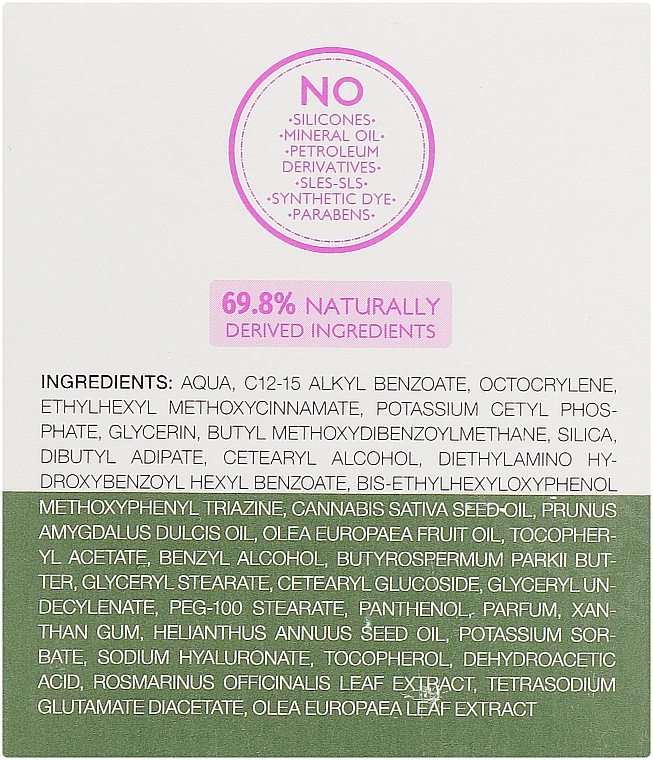 NO
•SILICONES•
•MINERAL OIL•
•PETROLEUM
DERIVATIVES•
•SLES-SLS•
•SYNTHETIC DYE•
•PARABENS•
69.8% NATURALLY
DERIVED INGREDIENTS
INGREDIENTS: AQUA, C12-15 ALKYL BENZOATE, OCTOCRYLENE,
ETHYLHEXYL METHOXYCINNAMATE, POTASSIUM CETYL PHOS-
PHATE, GLYCERIN, BUTYL METHOXYDIBENZOYLMETHANE, SILICA,
DIBUTYL ADIPATE, CETEARYL ALCOHOL, DIETHYLAMINO HY-
DROXYBENZOYL HEXYL BENZOATE, BIS-ETHYLHEXYLOXYPHENOL
METHOXYPHENYL TRIAZINE, CANNABIS SATIVA SEED OIL, PRUNUS
AMYGDALUS DULCIS OIL, OLEA EUROPAEA FRUIT OIL, TOCOPHER-
YL ACETATE, BENZYL ALCOHOL, BUTYROSPERMUM PARKII BUT-
TER, GLYCERYL STEARATE, CETEARYL GLUCOSIDE, GLYCERYL UN-
DECYLENATE, PEG-100 STEARATE, PANTHENOL, PARFUM, XAN-
THAN GUM, HELIANTHUS ANNUUS SEED OIL, POTASSIUM SOR-
BATE, SODIUM HYALURONATE, TOCOPHEROL, DEHYDROACETIC
ACID, ROSMARINUS OFFICINALIS LEAF EXTRACT, TETRASODIUM
GLUTAMATE DIACETATE, OLEA EUROPAEA LEAF EXTRACT